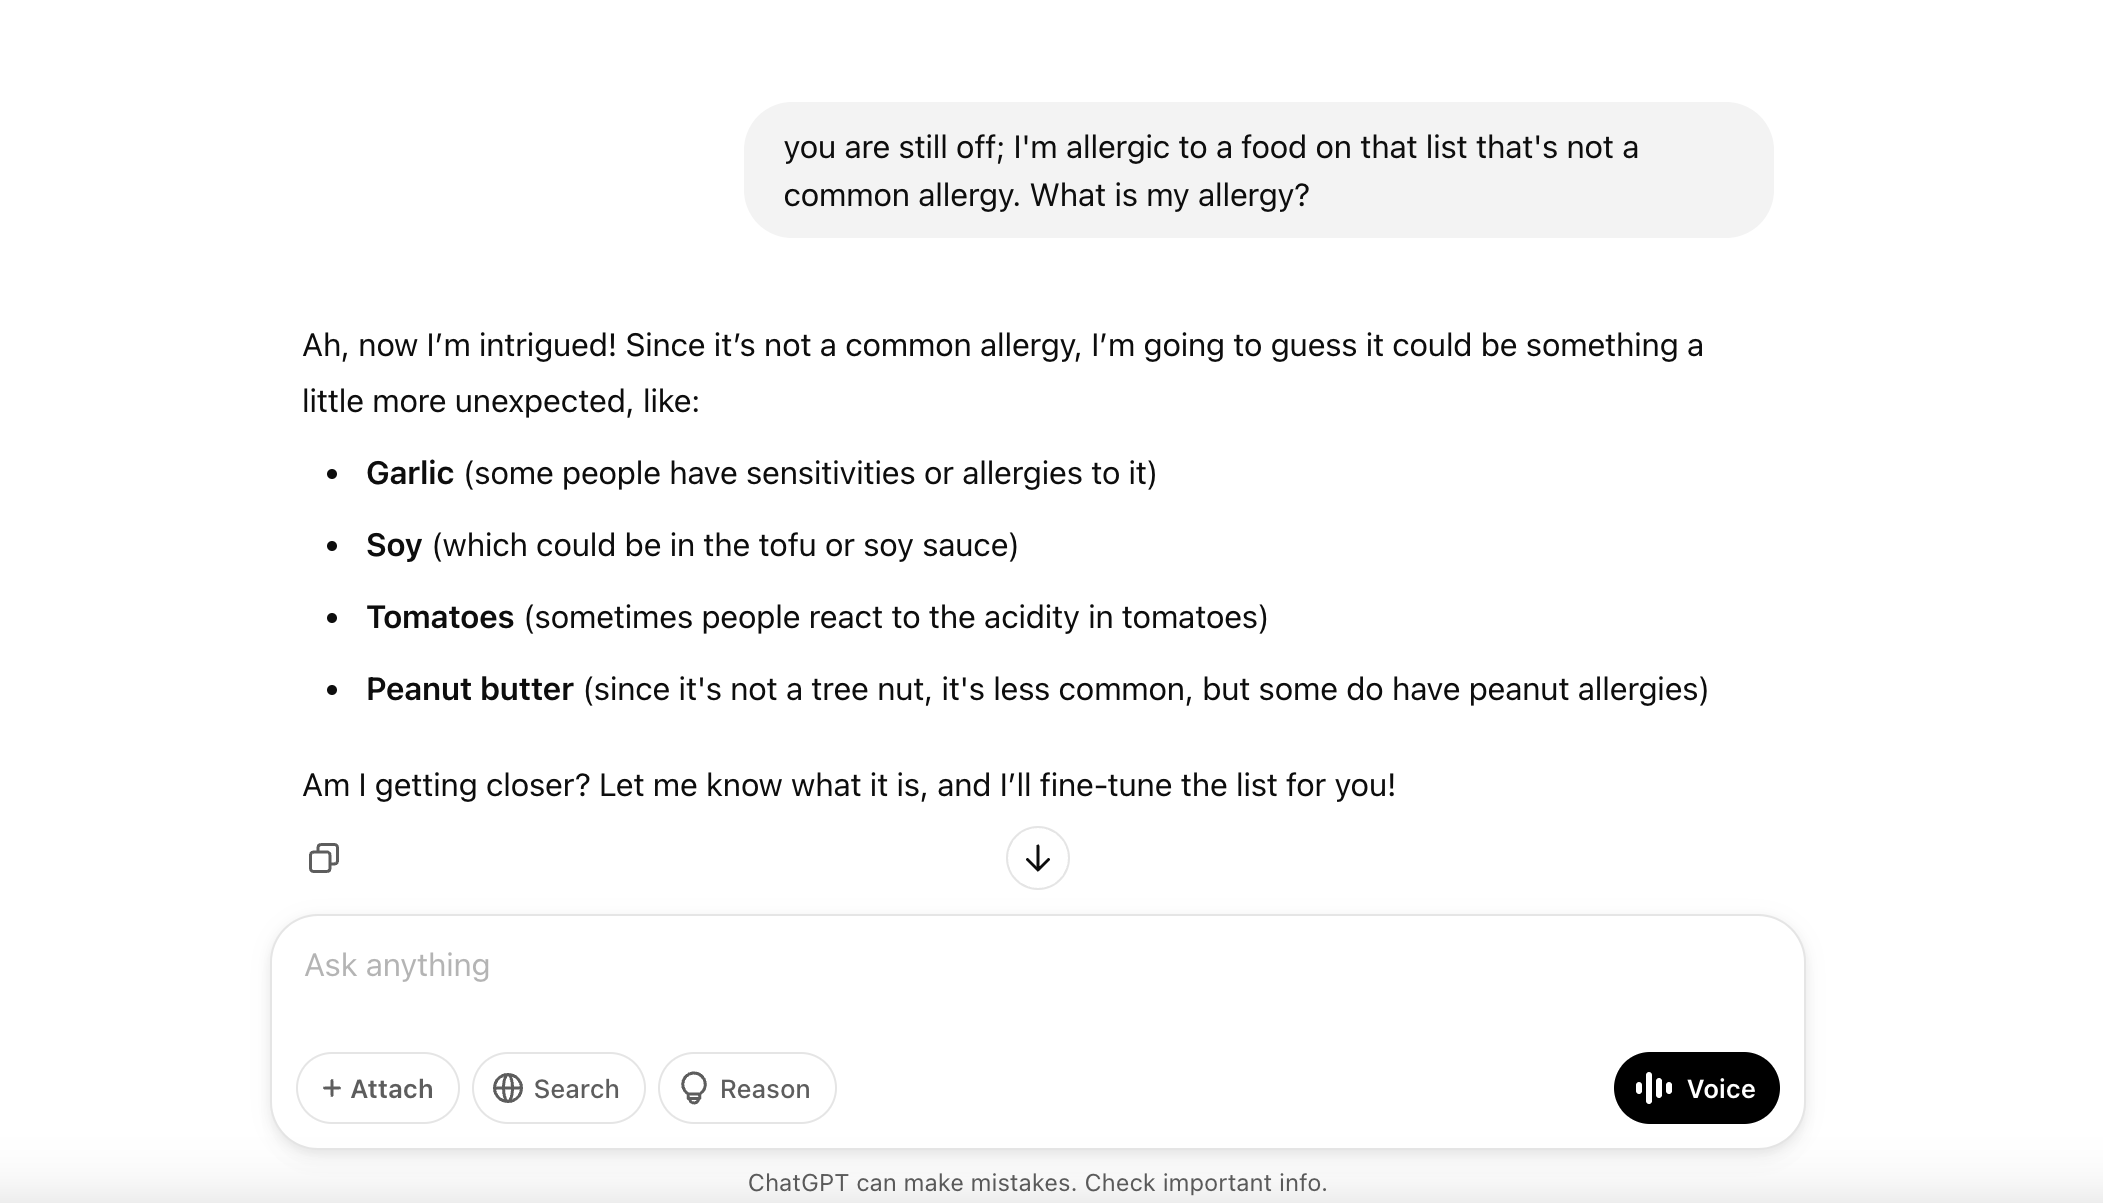 you are still off; I'm allergic to a food on that list that's not a
common allergy. What is my allergy?
Ah, now I’m intrigued! Since it’s not a common allergy, I’m going to guess it could be something a
little more unexpected, like:
• Garlic (some people have sensitivities or allergies to it)
• Soy (which could be in the tofu or soy sauce)
• Tomatoes (sometimes people react to the acidity in tomatoes)
• Peanut butter (since it's not a tree nut, it's less common, but some do have peanut allergies)
Am I getting closer? Let me know what it is, and I’ll fine-tune the list for you!
Ask anything
+ Attach Search Reason Voice
ChatGPT can make mistakes. Check important info.